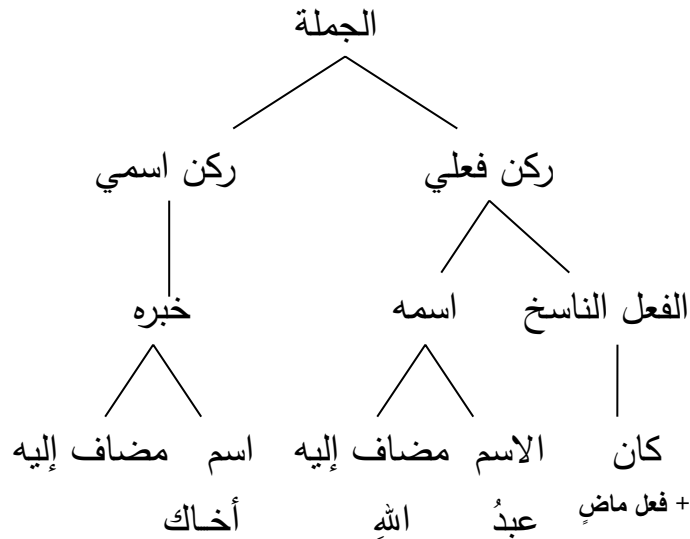 الجملة
ركن فعلي ركن اسمي
الفعل الناسخ اسمه خبره
كان الاسم مضاف إليه اسم مضاف إليه
+ فعل ماضٍ عبدُ اللهِ أخـاك